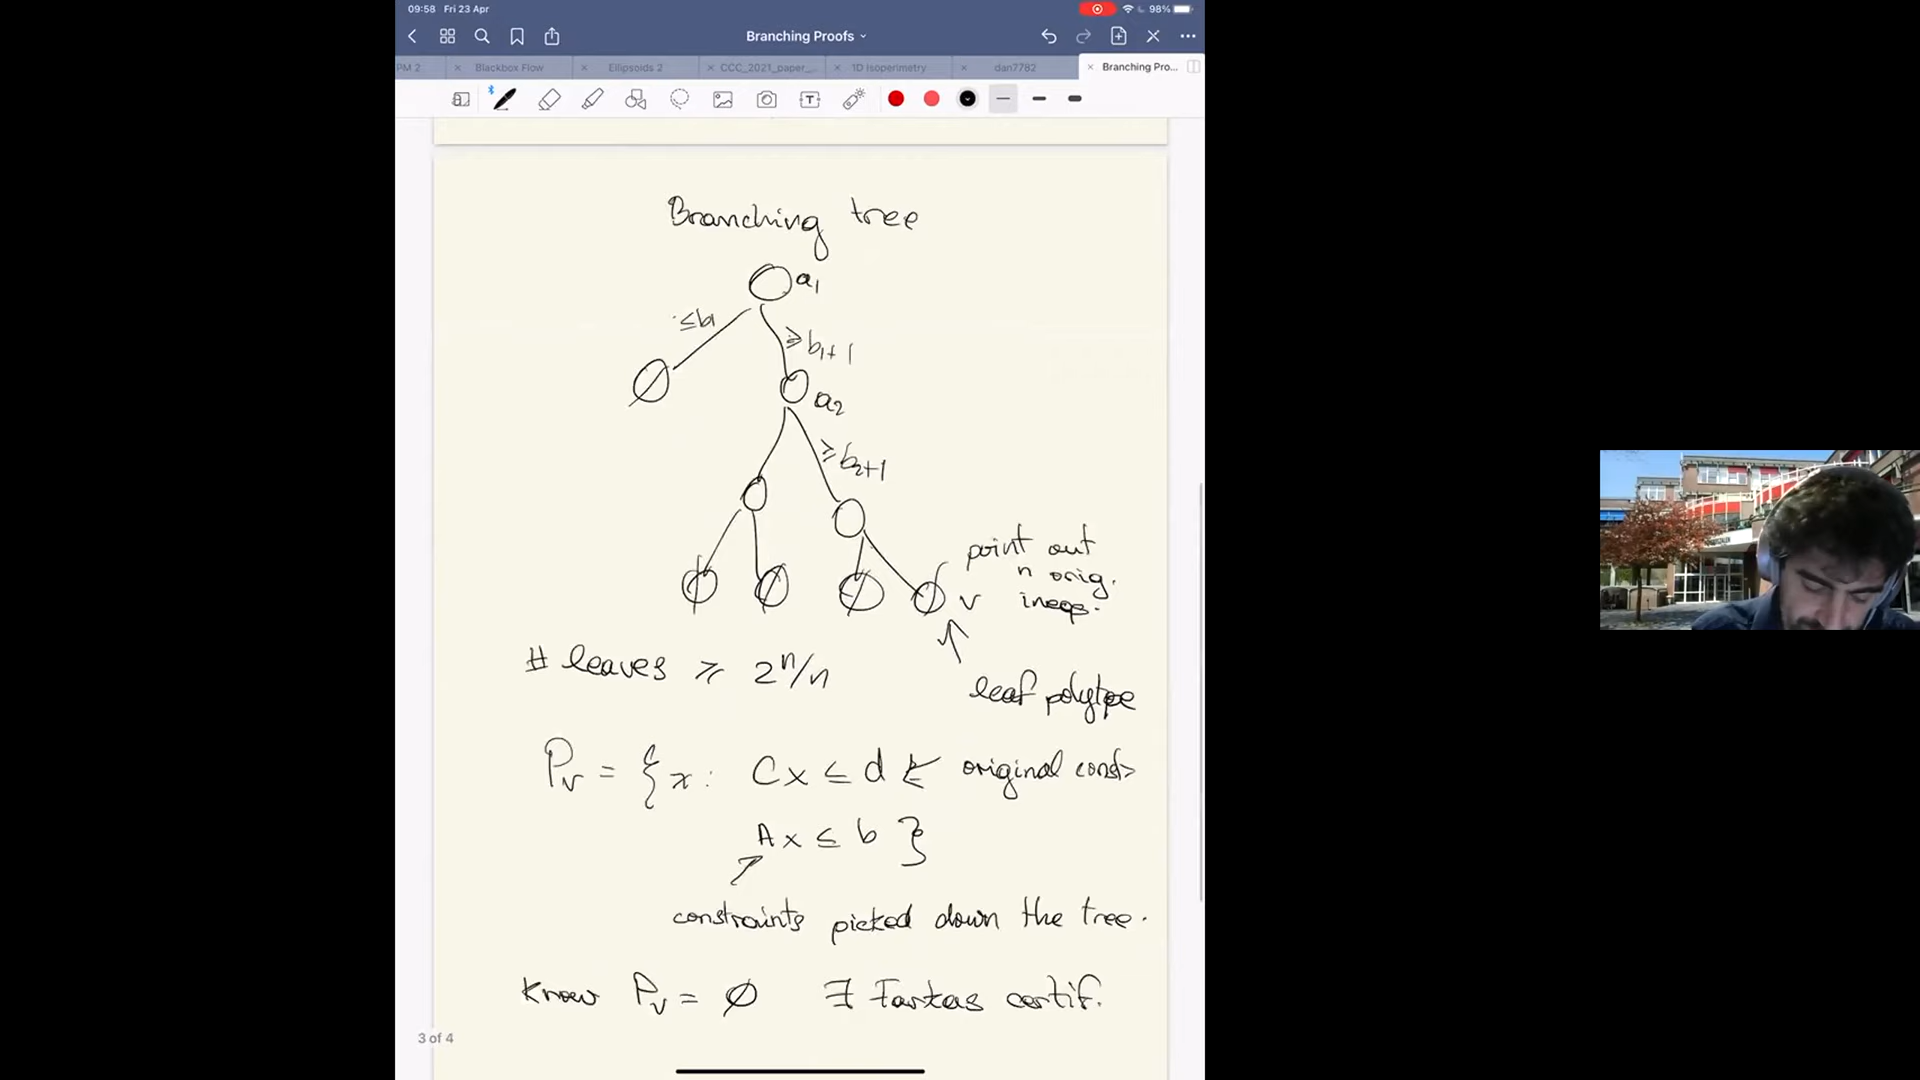 09:58 Fri 23 Apr
98%
Branching Proofs
PM 2
Blackbox Flow
Ellipsoids 2
CCC_2021_paper_...
1D Isoperimetry
dan7782
Branching Pro...
Branching tree
a1
≤b1
≥b1+1
a2
≥b2+1
point out
n orig.
ineqs.
v
# leaves ≥ 2^n/n
leaf polytope
Pv = {x: Cx ≤ d ← original consts
Ax ≤ b }
constraints picked down the tree.
Know Pv = ∅ ∃ Farkas certif.
3 of 4